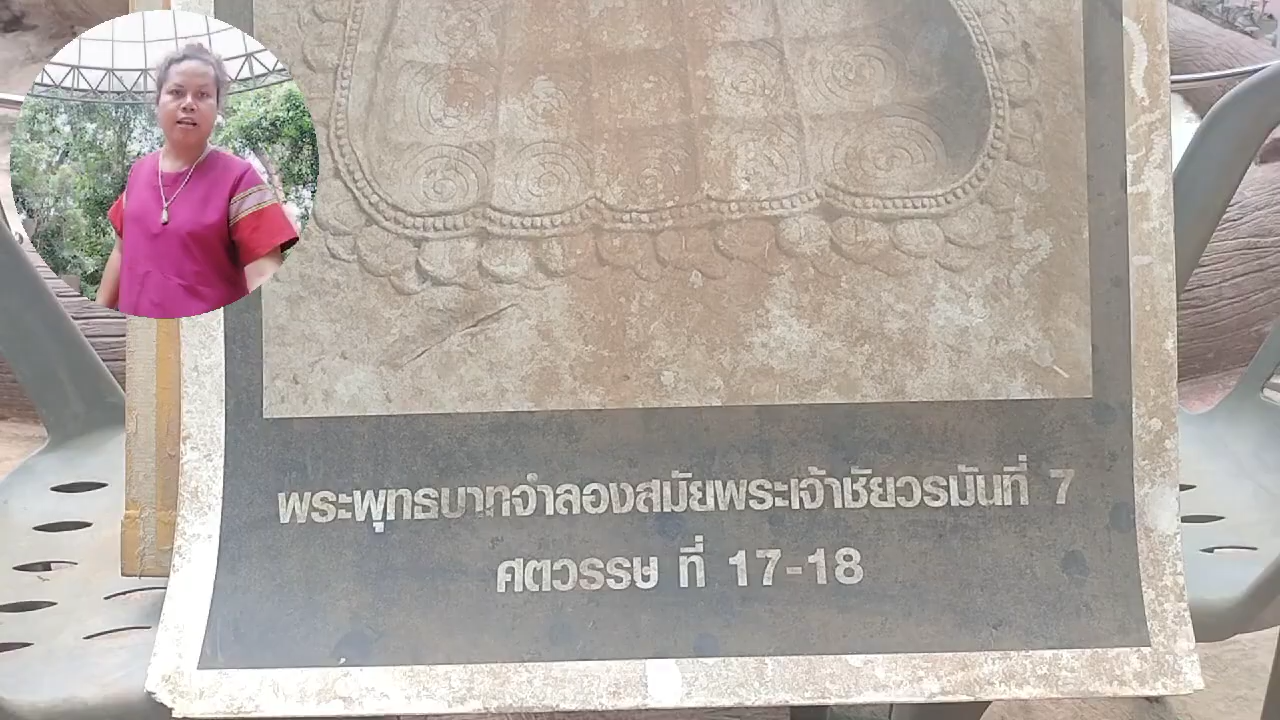 พระพุทธบาทจำลองสมัยพระเจ้าชัยวรมันที่ 7
ศตวรรษ ที่ 17-18